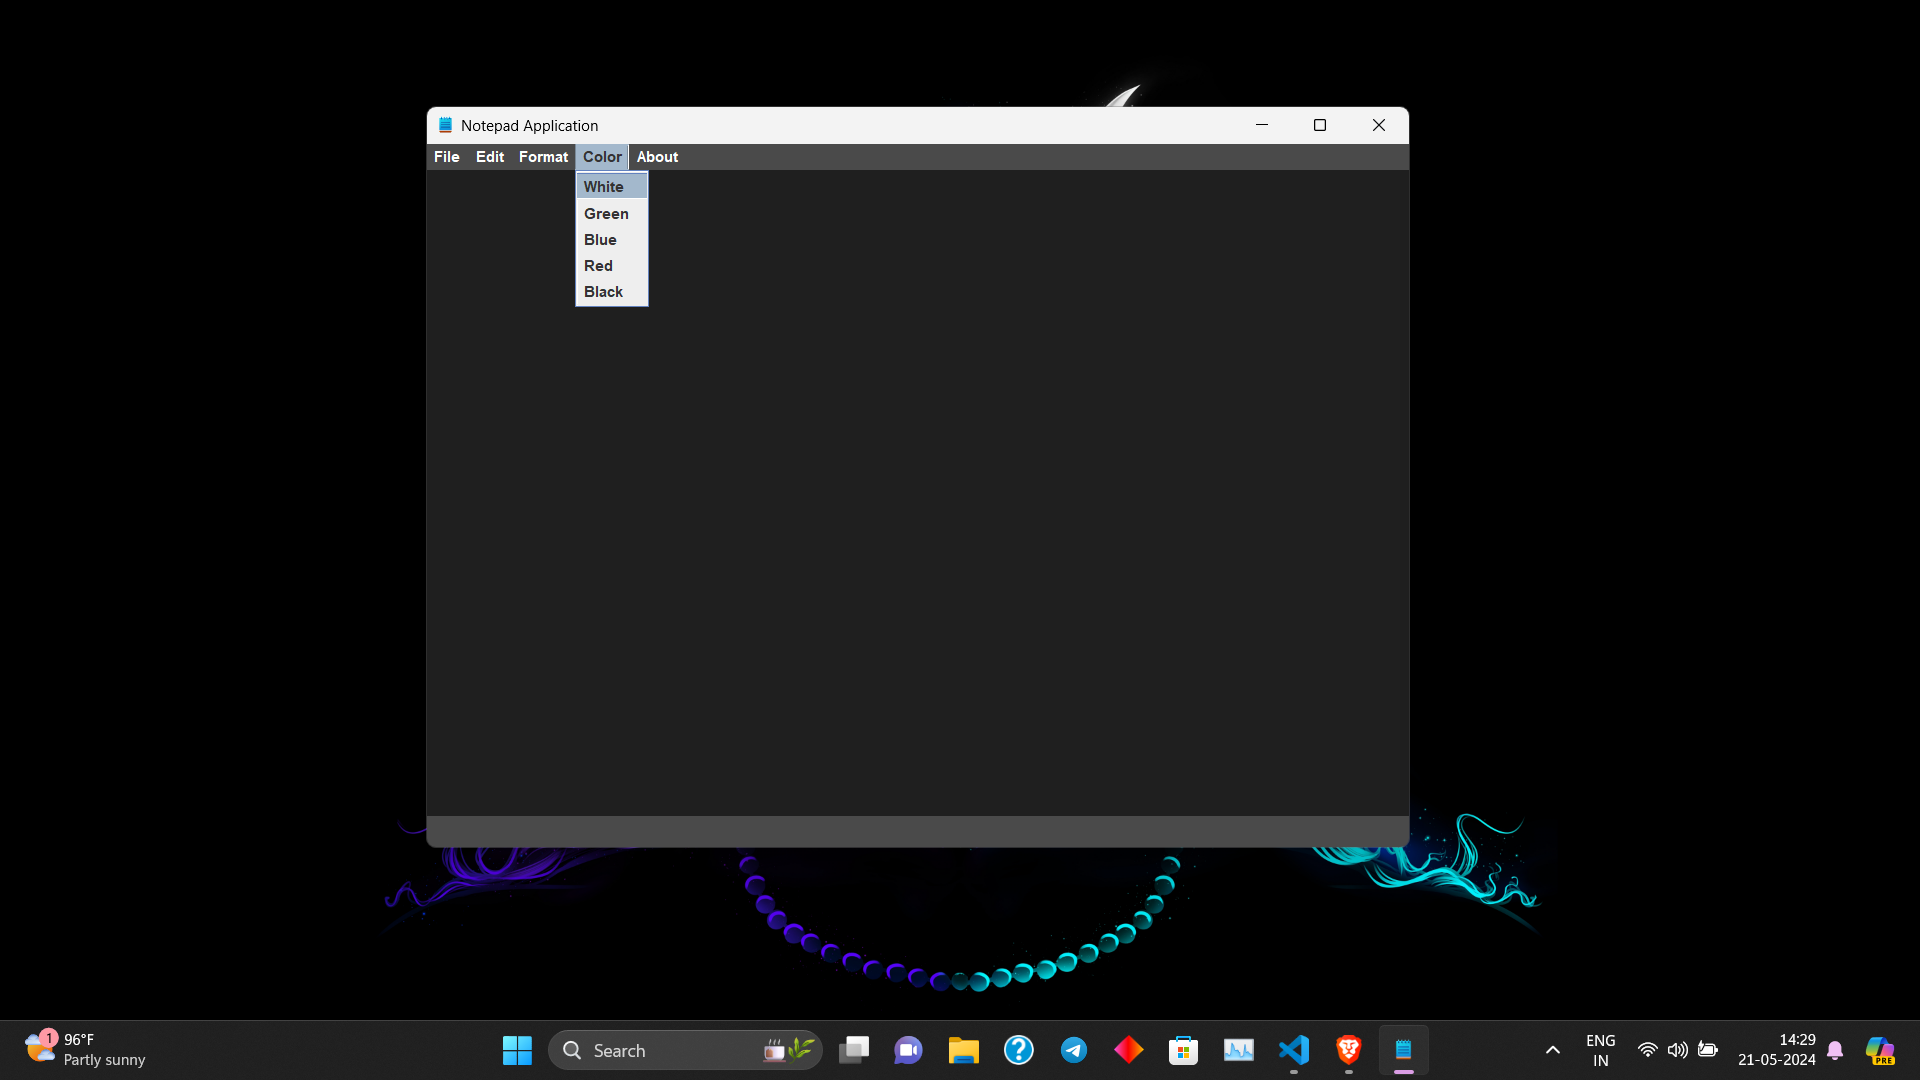 Notepad Application
File Edit Format Color About
White
Green
Blue
Red
Black
1
96°F
Partly sunny
Search
ENG
IN
14:29
21-05-2024
PRE